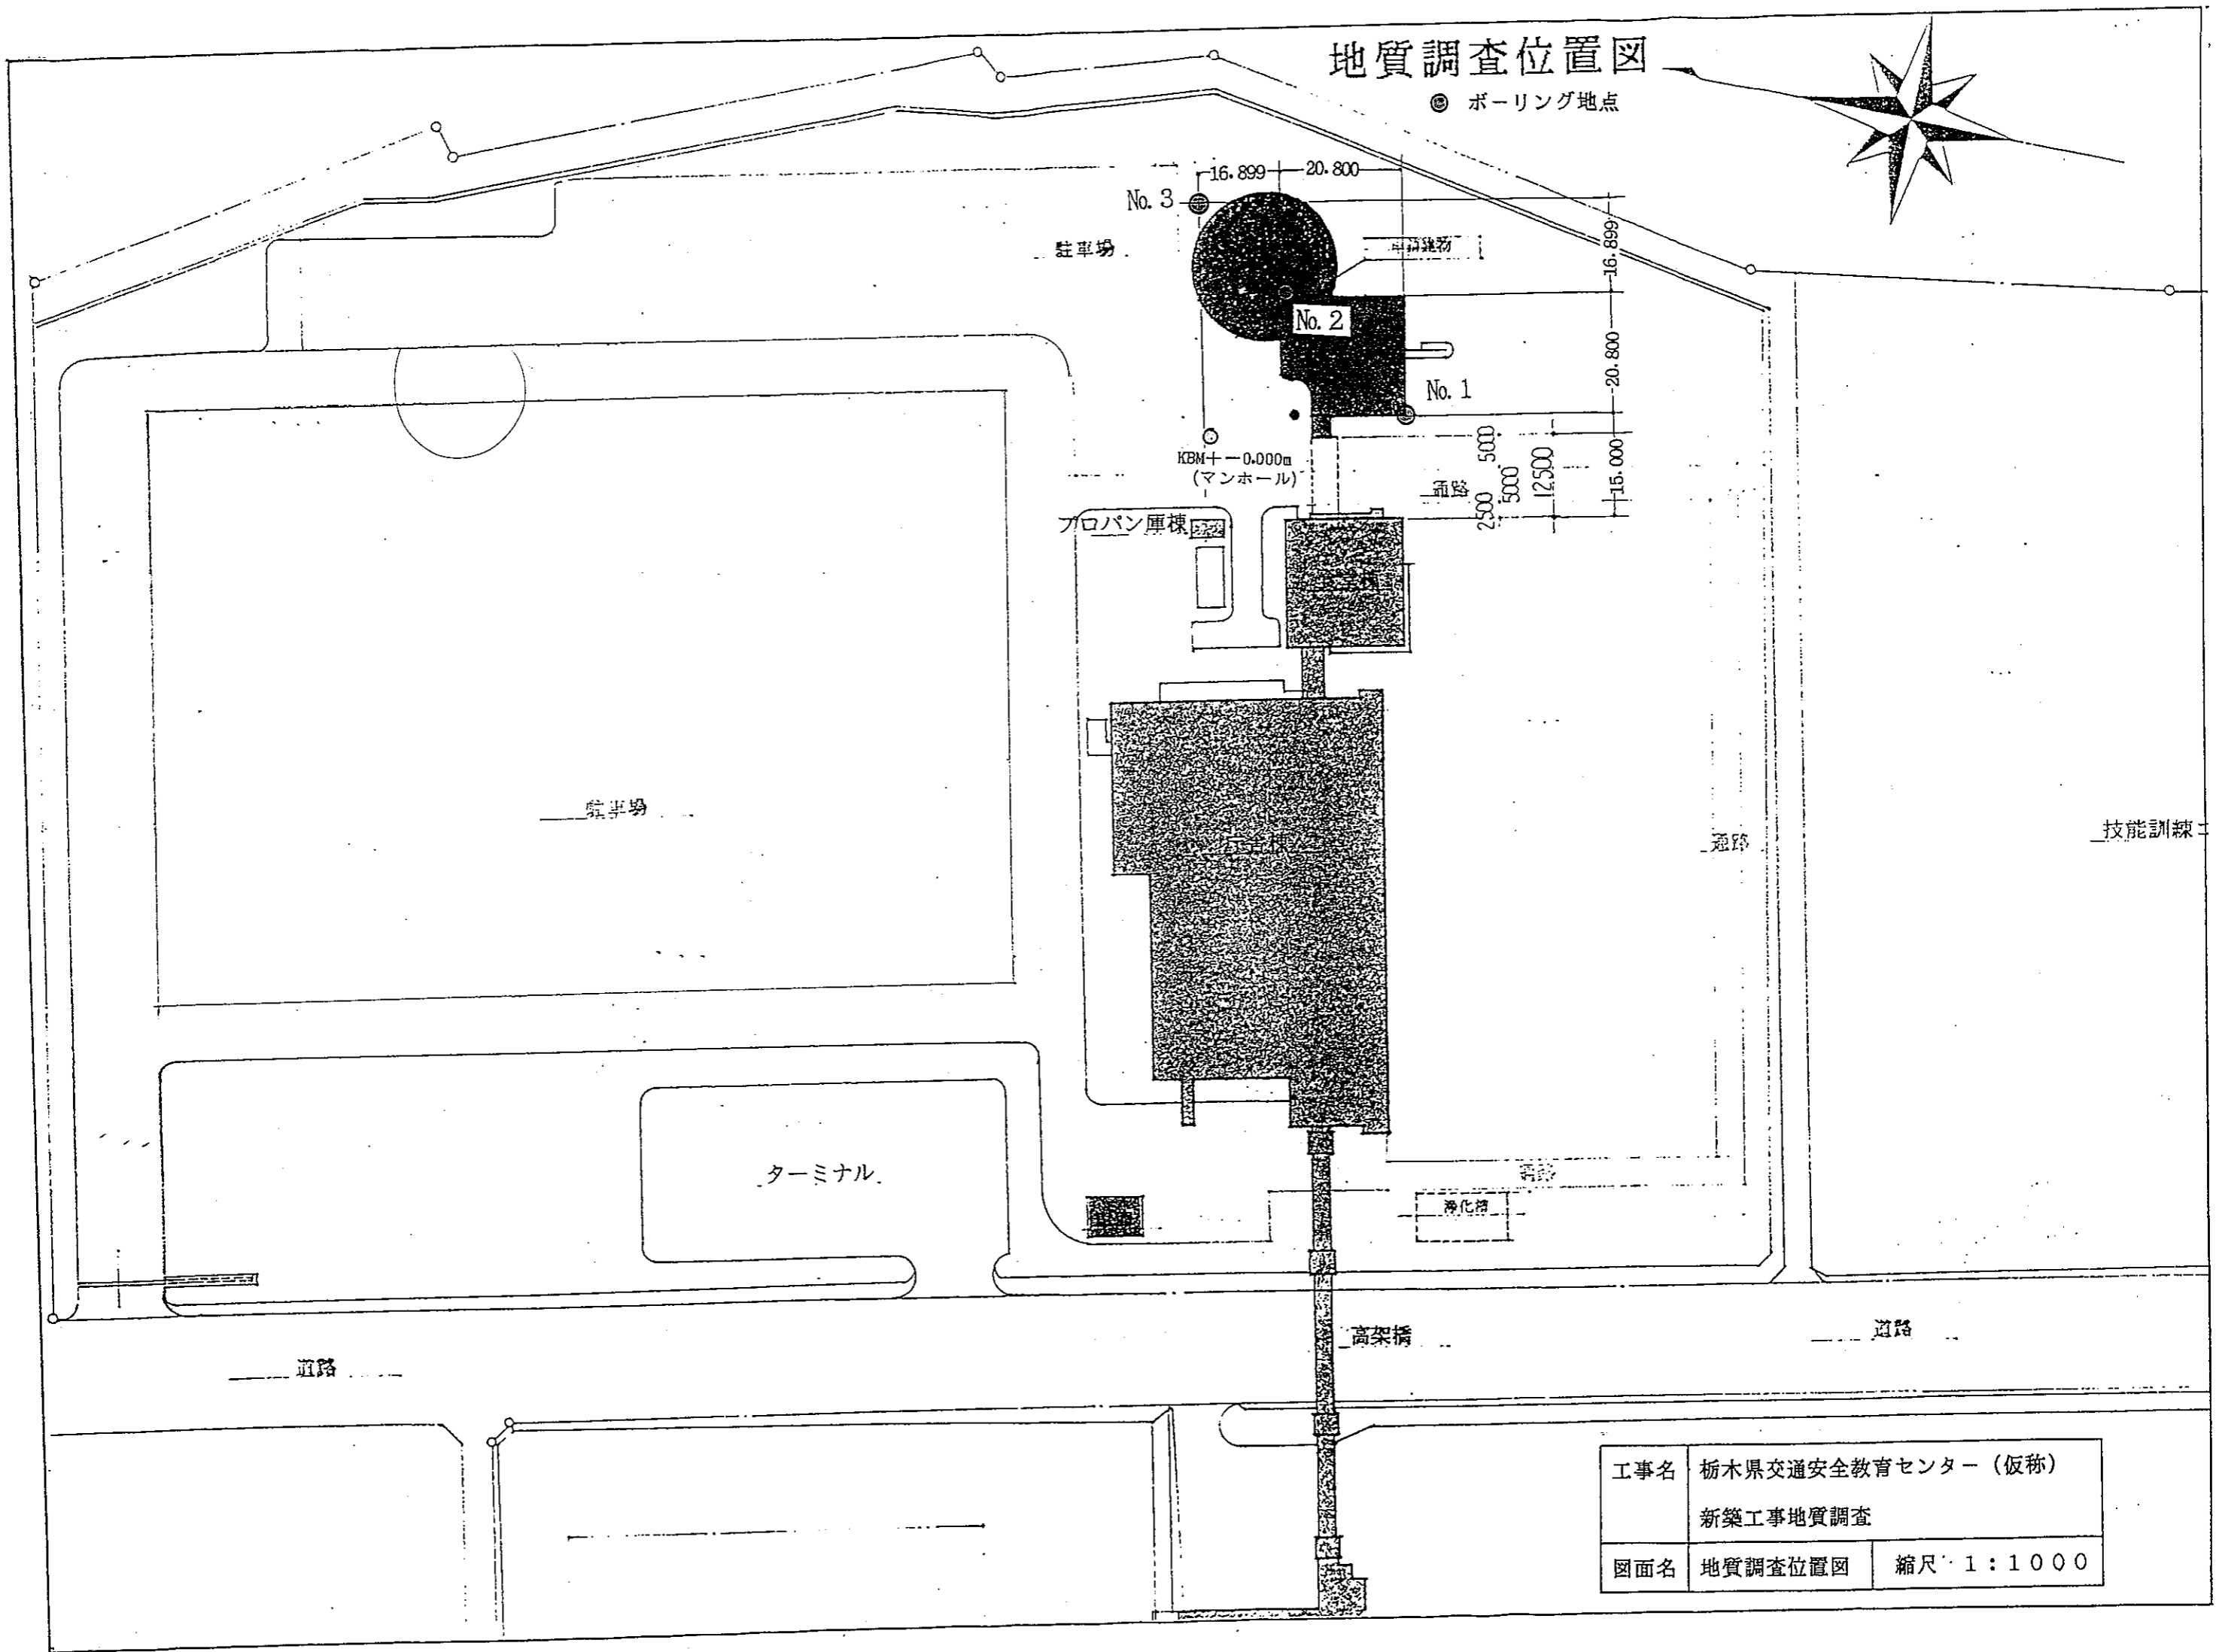 地質調査位置図
◎ ボーリング地点
16.899
20.800
No. 3
駐車場
16.899
No. 2
20.800
No. 1
KBM+−0.000m
(マンホール)
5000
5000
2500
12500
15.000
通路
プロパン庫棟
駐車場
通路
技能訓練コ
ターミナル
通路
浄化槽
高架橋
道路
道路
工事名
栃木県交通安全教育センター（仮称）
新築工事地質調査
図面名
地質調査位置図
縮尺 1：1000